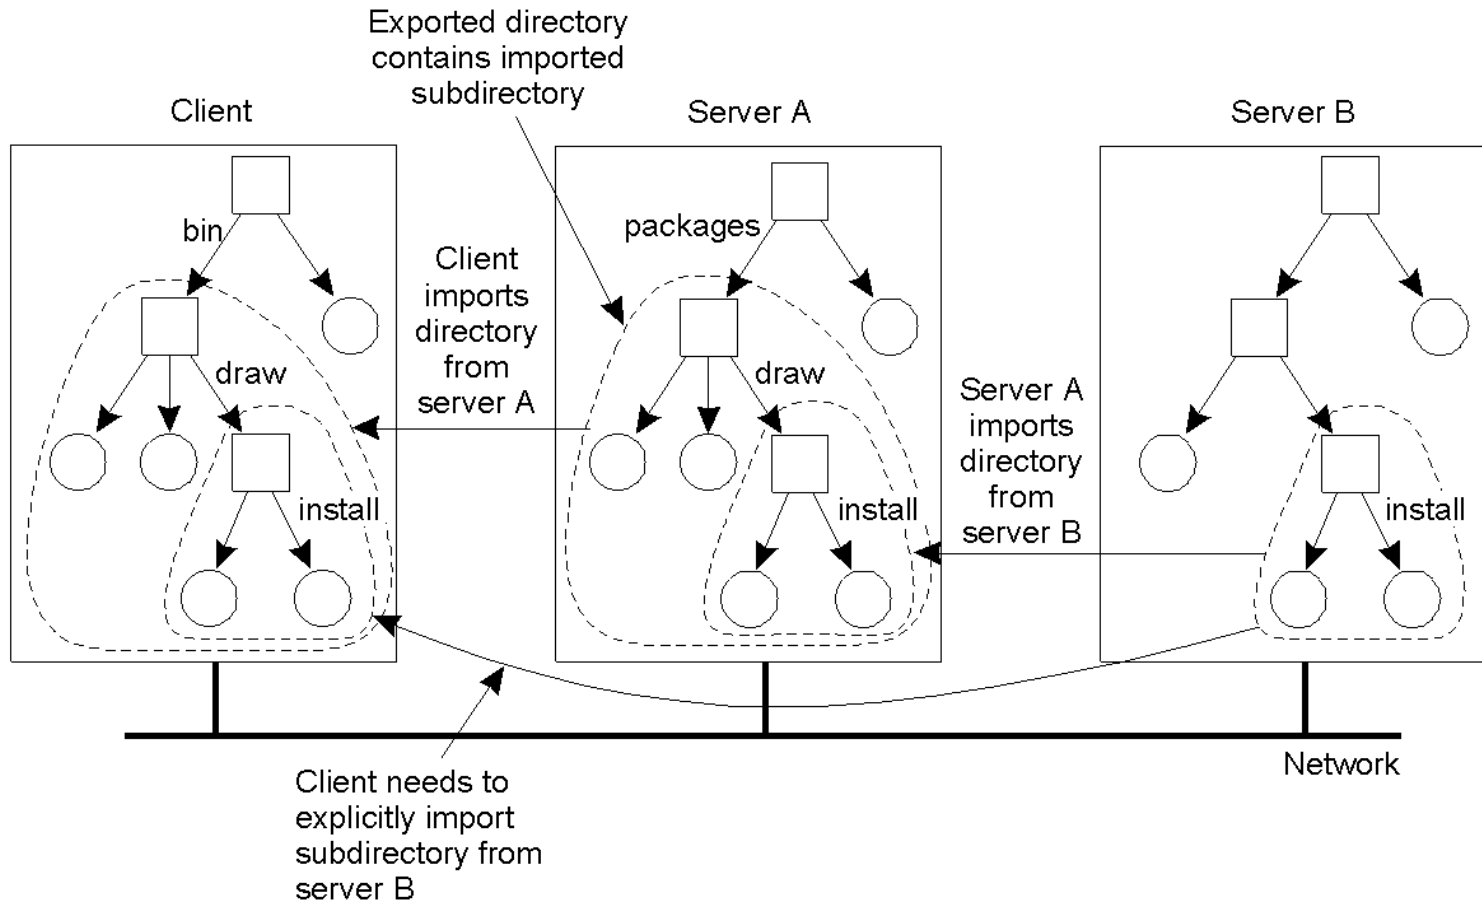 Exported directory
contains imported
subdirectory
Client
Server A
Server B
bin
packages
Client
imports
directory
from
server A
draw
draw
Server A
imports
directory
from
server B
install
install
install
Network
Client needs to
explicitly import
subdirectory from
server B